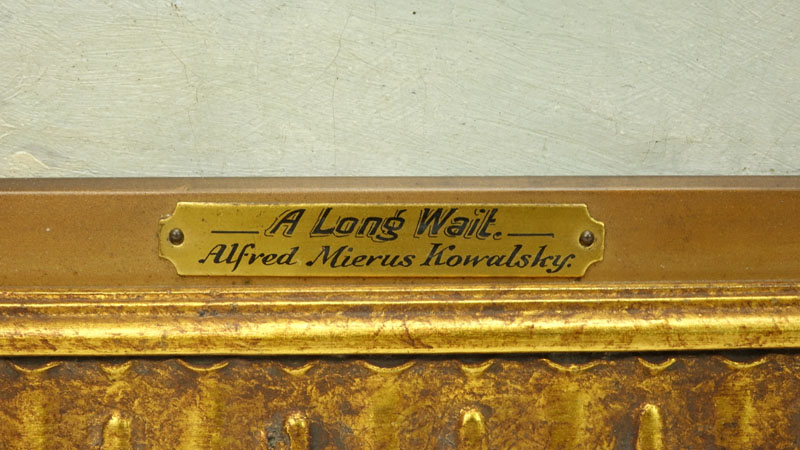 A Long Wait.
Alfred Mierus Kowalsky.